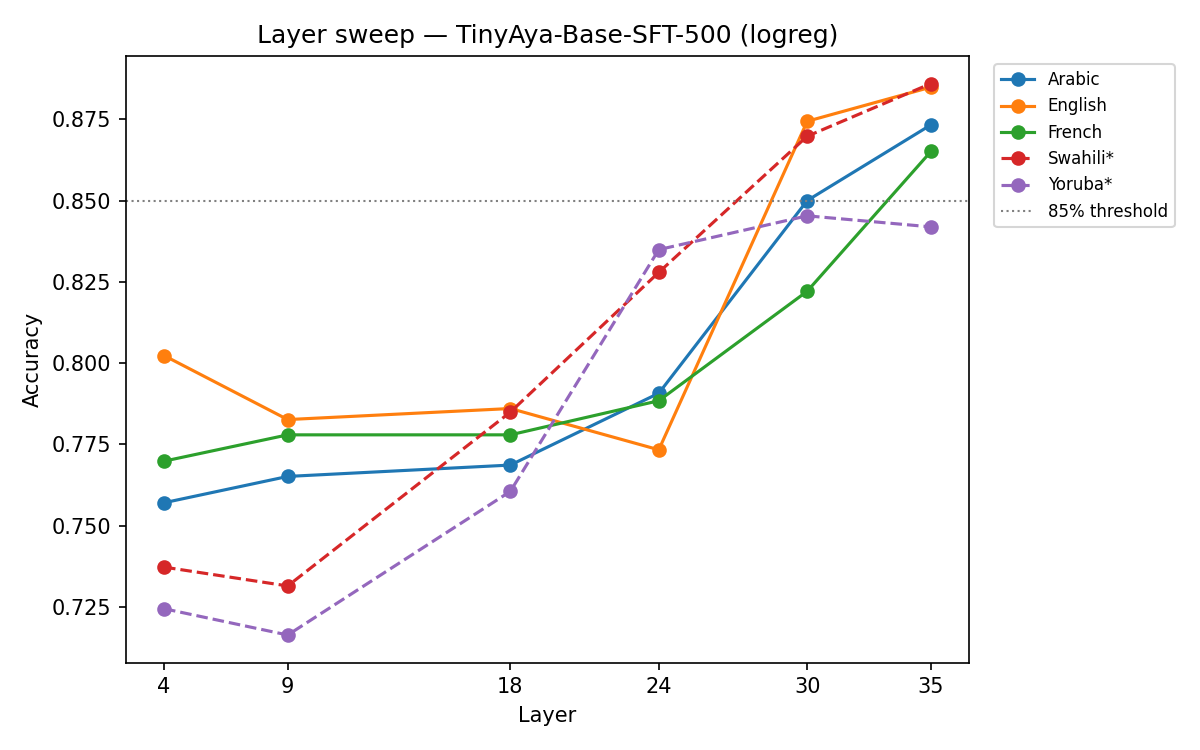 Layer sweep — TinyAya-Base-SFT-500 (logreg)
Accuracy
0.875
0.850
0.825
0.800
0.775
0.750
0.725
4 9 18 24 30 35
Layer
Arabic
English
French
Swahili*
Yoruba*
85% threshold